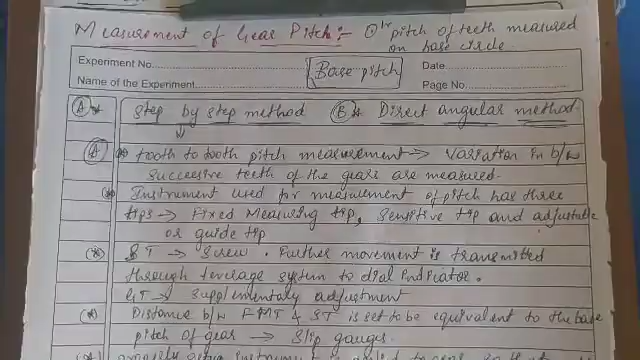 Measurement of Gear Pitch:- Olar pitch of teeth measured
on base circle
Experiment No.
Date
Base pitch
Name of the Experiment
Page No.
A * Step by step method B * Direct angular method
A * tooth to tooth pitch measurement → Variation in b/w
successive teeth of the gears are measured.
* Instrument used for measurement of pitch has three
tips → Fixed Measuring tip, Sensitive tip and adjustable
or guide tip
* ST → Screw. Further movement is transmitted
through leverage system to dial indicator.
GT → Supplementary adjustment
* Distance b/w FMT & ST is set to be equivalent to the base
pitch of gear → Slip gauges.